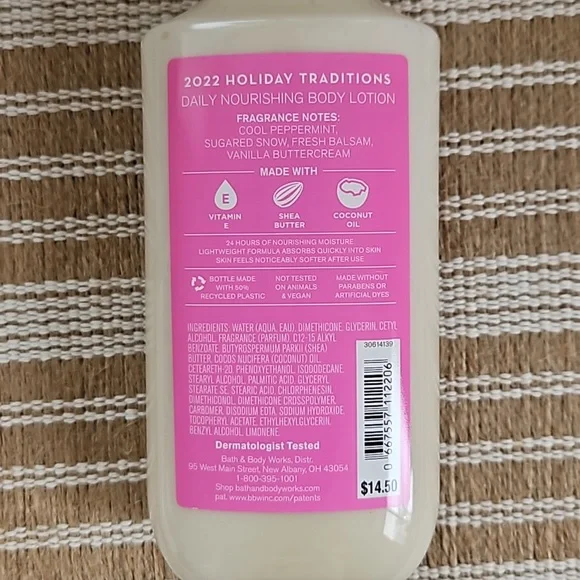 2022 HOLIDAY TRADITIONS
DAILY NOURISHING BODY LOTION
FRAGRANCE NOTES:
COOL PEPPERMINT,
SUGARED SNOW, FRESH BALSAM,
VANILLA BUTTERCREAM
MADE WITH
E
VITAMIN
E
SHEA
BUTTER
COCONUT
OIL
24 HOURS OF NOURISHING MOISTURE
LIGHTWEIGHT FORMULA ABSORBS QUICKLY INTO SKIN
SKIN FEELS NOTICEABLY SOFTER AFTER USE
BOTTLE MADE
WITH 50%
RECYCLED PLASTIC
NOT TESTED
ON ANIMALS
& VEGAN
MADE WITHOUT
PARABENS OR
ARTIFICIAL DYES
INGREDIENTS: WATER (AQUA, EAU), DIMETHICONE, GLYCERIN, CETYL
ALCOHOL, FRAGRANCE (PARFUM), C12-15 ALKYL
BENZOATE, BUTYROSPERMUM PARKII (SHEA)
BUTTER, COCOS NUCIFERA (COCONUT) OIL,
CETEARETH-20, PHENOXYETHANOL, ISODODECANE,
STEARYL ALCOHOL, PALMITIC ACID, GLYCERYL
STEARATE SE, STEARIC ACID, CHLORPHENESIN,
DIMETHICONOL, DIMETHICONE CROSSPOLYMER,
CARBOMER, DISODIUM EDTA, SODIUM HYDROXIDE,
TOCOPHERYL ACETATE, ETHYLHEXYLGLYCERIN,
BENZYL ALCOHOL, LIMONENE.
Dermatologist Tested
Bath & Body Works, Distr.
95 West Main Street, New Albany, OH 43054
1-800-395-1001
Shop bathandbodyworks.com
pat. www.bbwinc.com/patents
30614139
0 667557 112206
$14.50